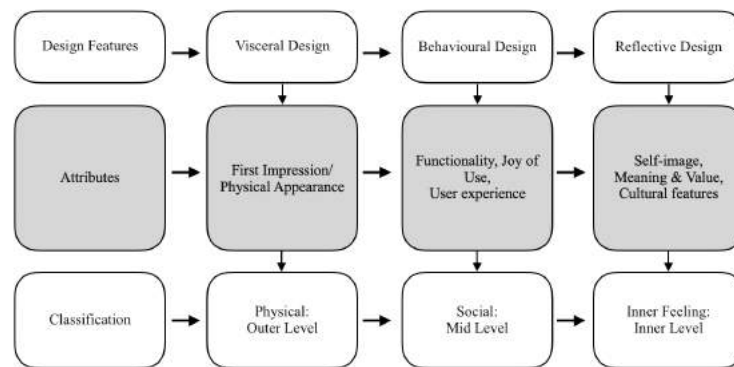 Design Features
Visceral Design
Behavioural Design
Reflective Design
Attributes
First Impression/
Physical Appearance
Functionality, Joy of
Use,
User experience
Self-image,
Meaning & Value,
Cultural features
Classification
Physical:
Outer Level
Social:
Mid Level
Inner Feeling:
Inner Level